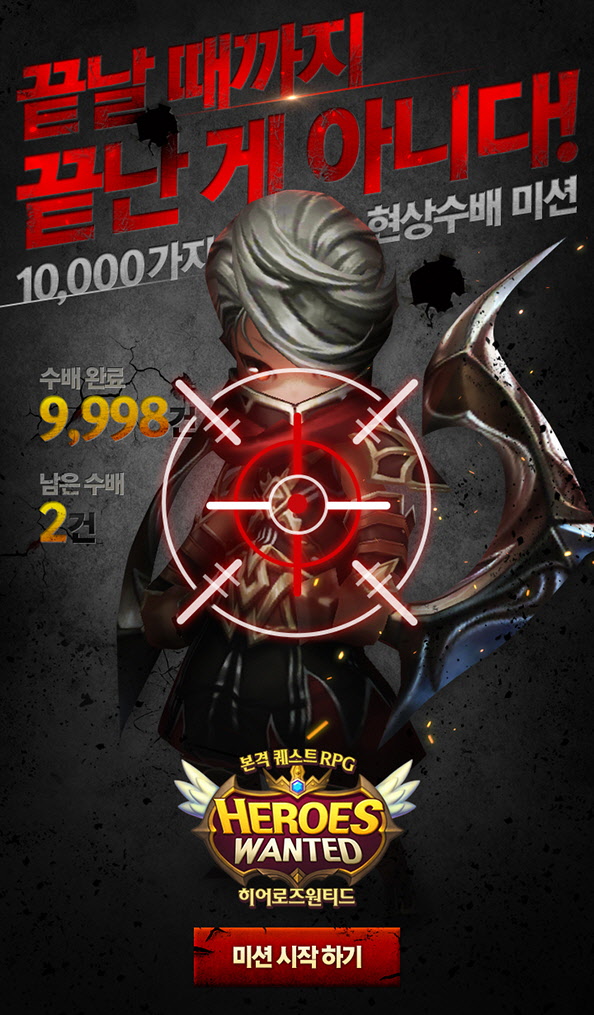 끝날 때까지
끝난 게 아니다!
10,000가지 현상수배 미션
수배 완료
9,998건
남은 수배
2건
본격 퀘스트 RPG
HEROES
WANTED
히어로즈원티드
미션 시작 하기